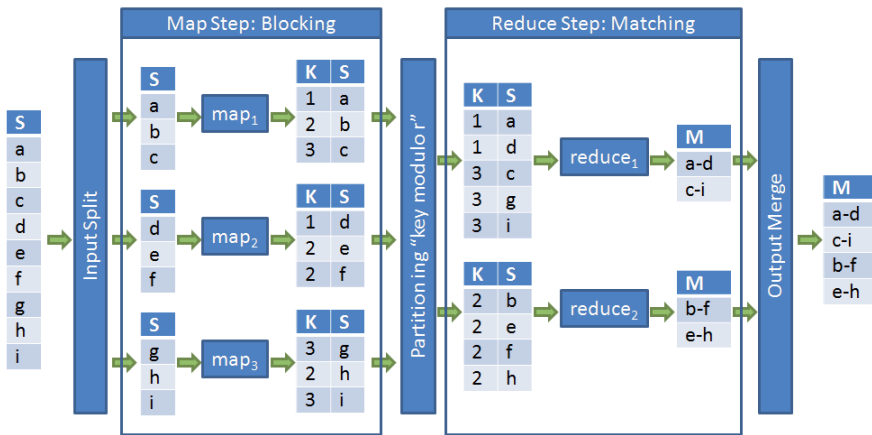 Map Step: Blocking
Reduce Step: Matching
S
a
b
c
d
e
f
g
h
i
Input Split
S
a
b
c
map1
K S
1 a
2 b
3 c
S
d
e
f
map2
K S
1 d
2 e
2 f
S
g
h
i
map3
K S
3 g
2 h
3 i
Partitioning “key modulo r”
K S
1 a
1 d
3 c
3 g
3 i
reduce1
M
a-d
c-i
K S
2 b
2 e
2 f
2 h
reduce2
M
b-f
e-h
Output Merge
M
a-d
c-i
b-f
e-h